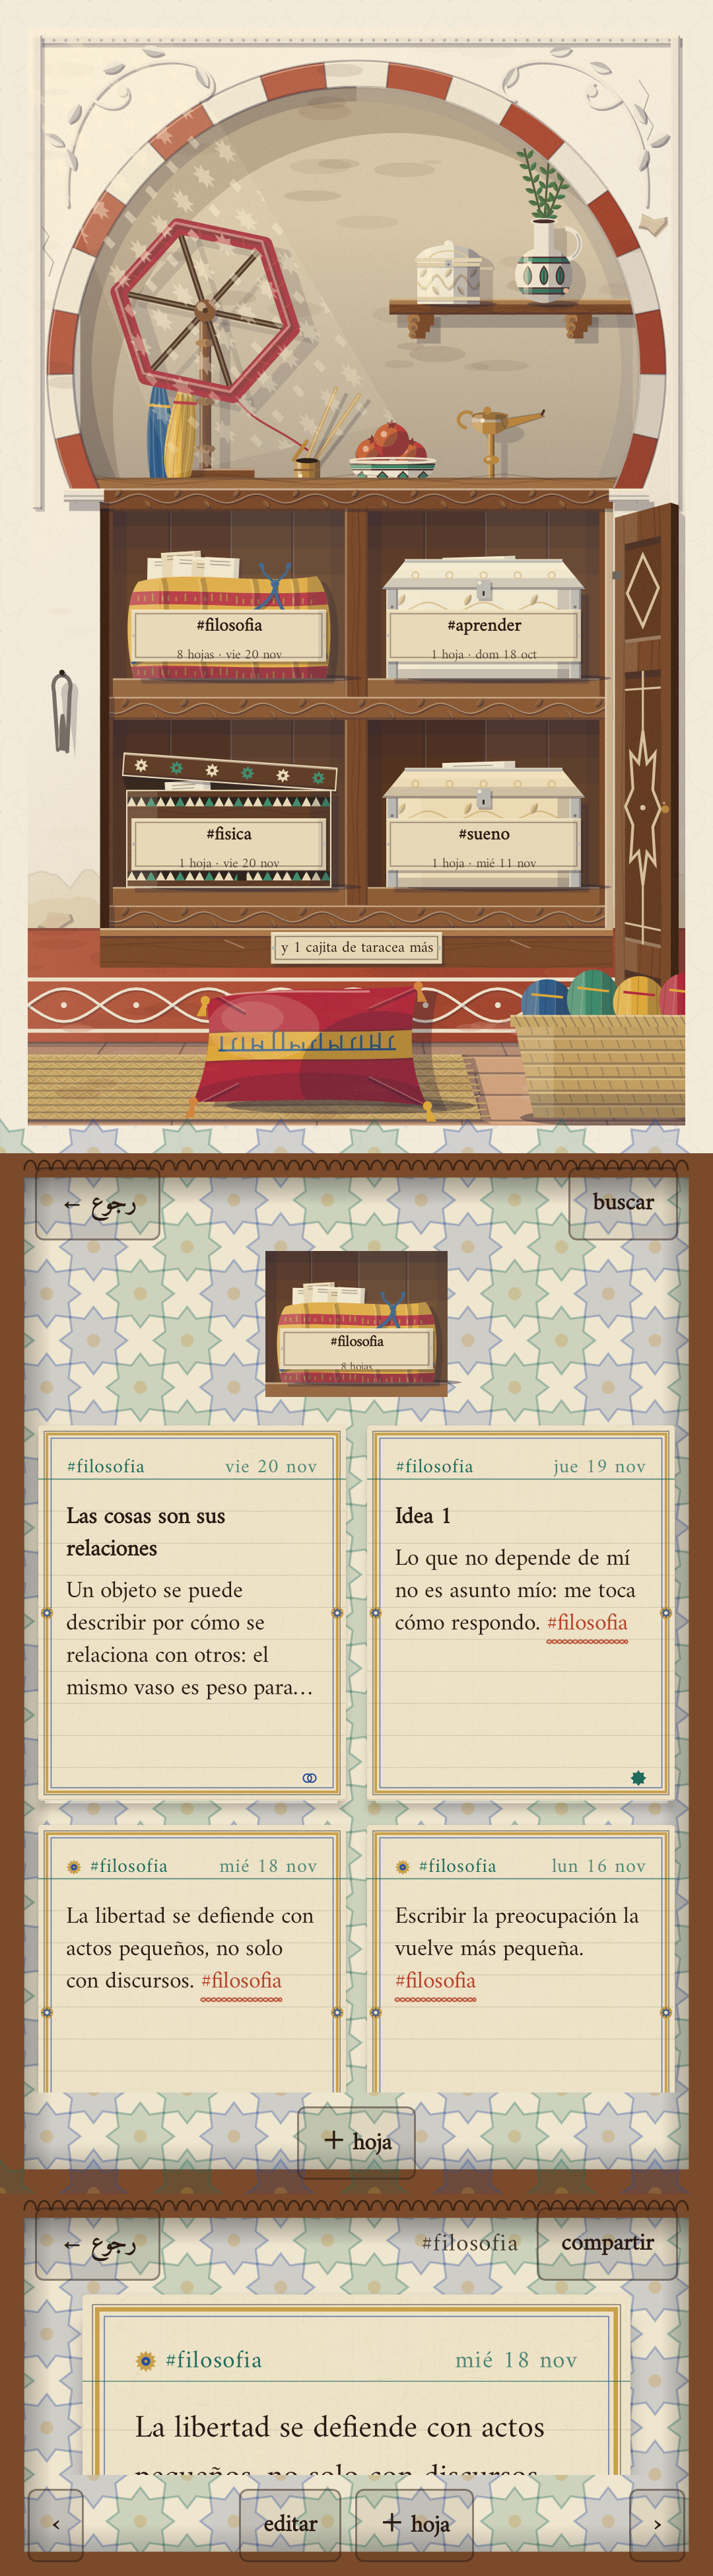 #filosofia
8 hojas · vie 20 nov
#aprender
1 hoja · dom 18 oct
#fisica
1 hoja · vie 20 nov
#sueno
1 hoja · mié 11 nov
y 1 cajita de taracea más
← رجوع
buscar
#filosofia
8 hojas
#filosofia vie 20 nov
Las cosas son sus
relaciones
Un objeto se puede
describir por cómo se
relaciona con otros: el
mismo vaso es peso para…
#filosofia jue 19 nov
Idea 1
Lo que no depende de mí
no es asunto mío: me toca
cómo respondo. #filosofia
#filosofia mié 18 nov
La libertad se defiende con
actos pequeños, no solo
con discursos. #filosofia
#filosofia lun 16 nov
Escribir la preocupación la
vuelve más pequeña.
#filosofia
+ hoja
← رجوع
#filosofia
compartir
#filosofia mié 18 nov
La libertad se defiende con actos
pequeños, no solo con discursos.
‹
editar
+ hoja
›